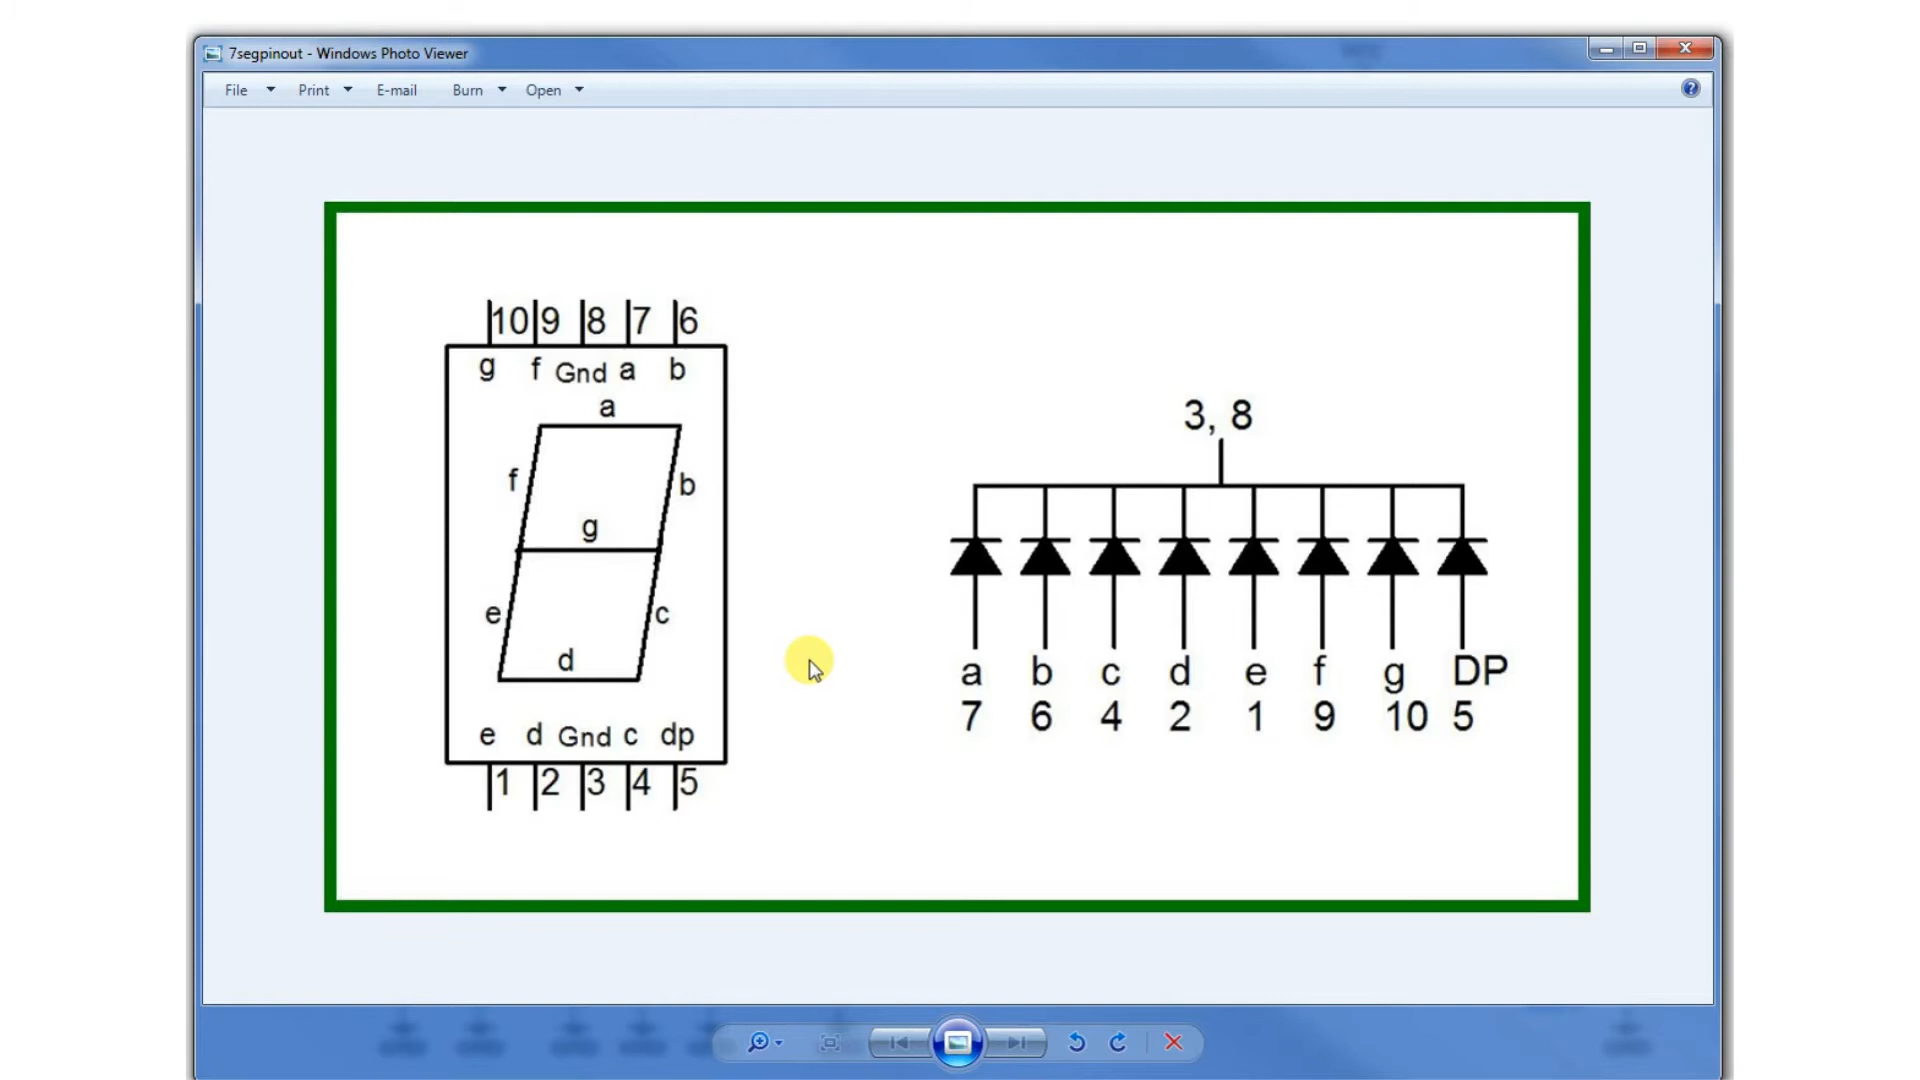 7segpinout - Windows Photo Viewer
File Print E-mail Burn Open
10 9 8 7 6
g f Gnd a b
a
f b
g
e c
d
e d Gnd c dp
1 2 3 4 5
3, 8
a b c d e f g DP
7 6 4 2 1 9 10 5